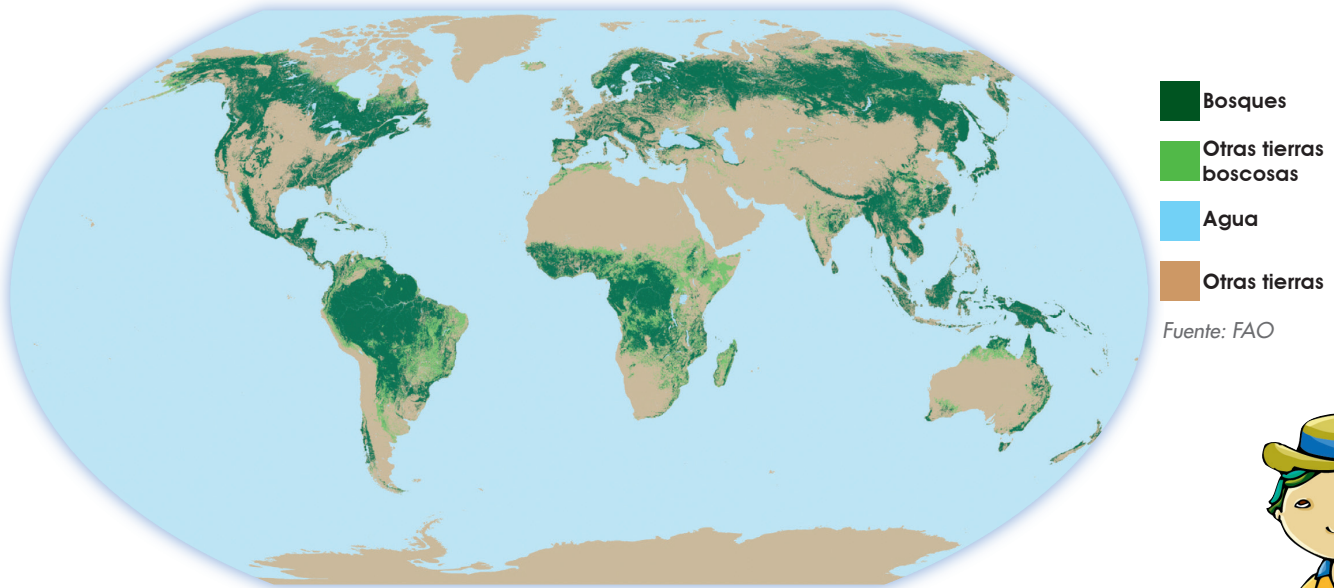 Bosques
Otras tierras
boscosas
Agua
Otras tierras
Fuente: FAO